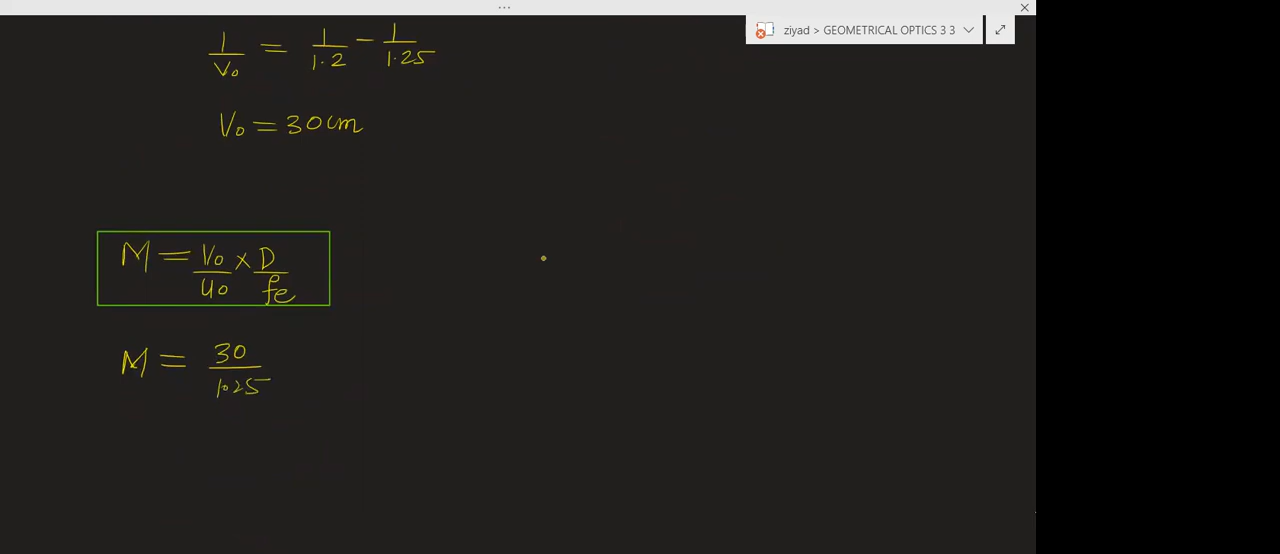 ziyad > GEOMETRICAL OPTICS 3 3
1/V₀ = 1/1.2 − 1/1.25
V₀ = 30 cm
M = V₀/u₀ × D/fe
M = 30/1.25